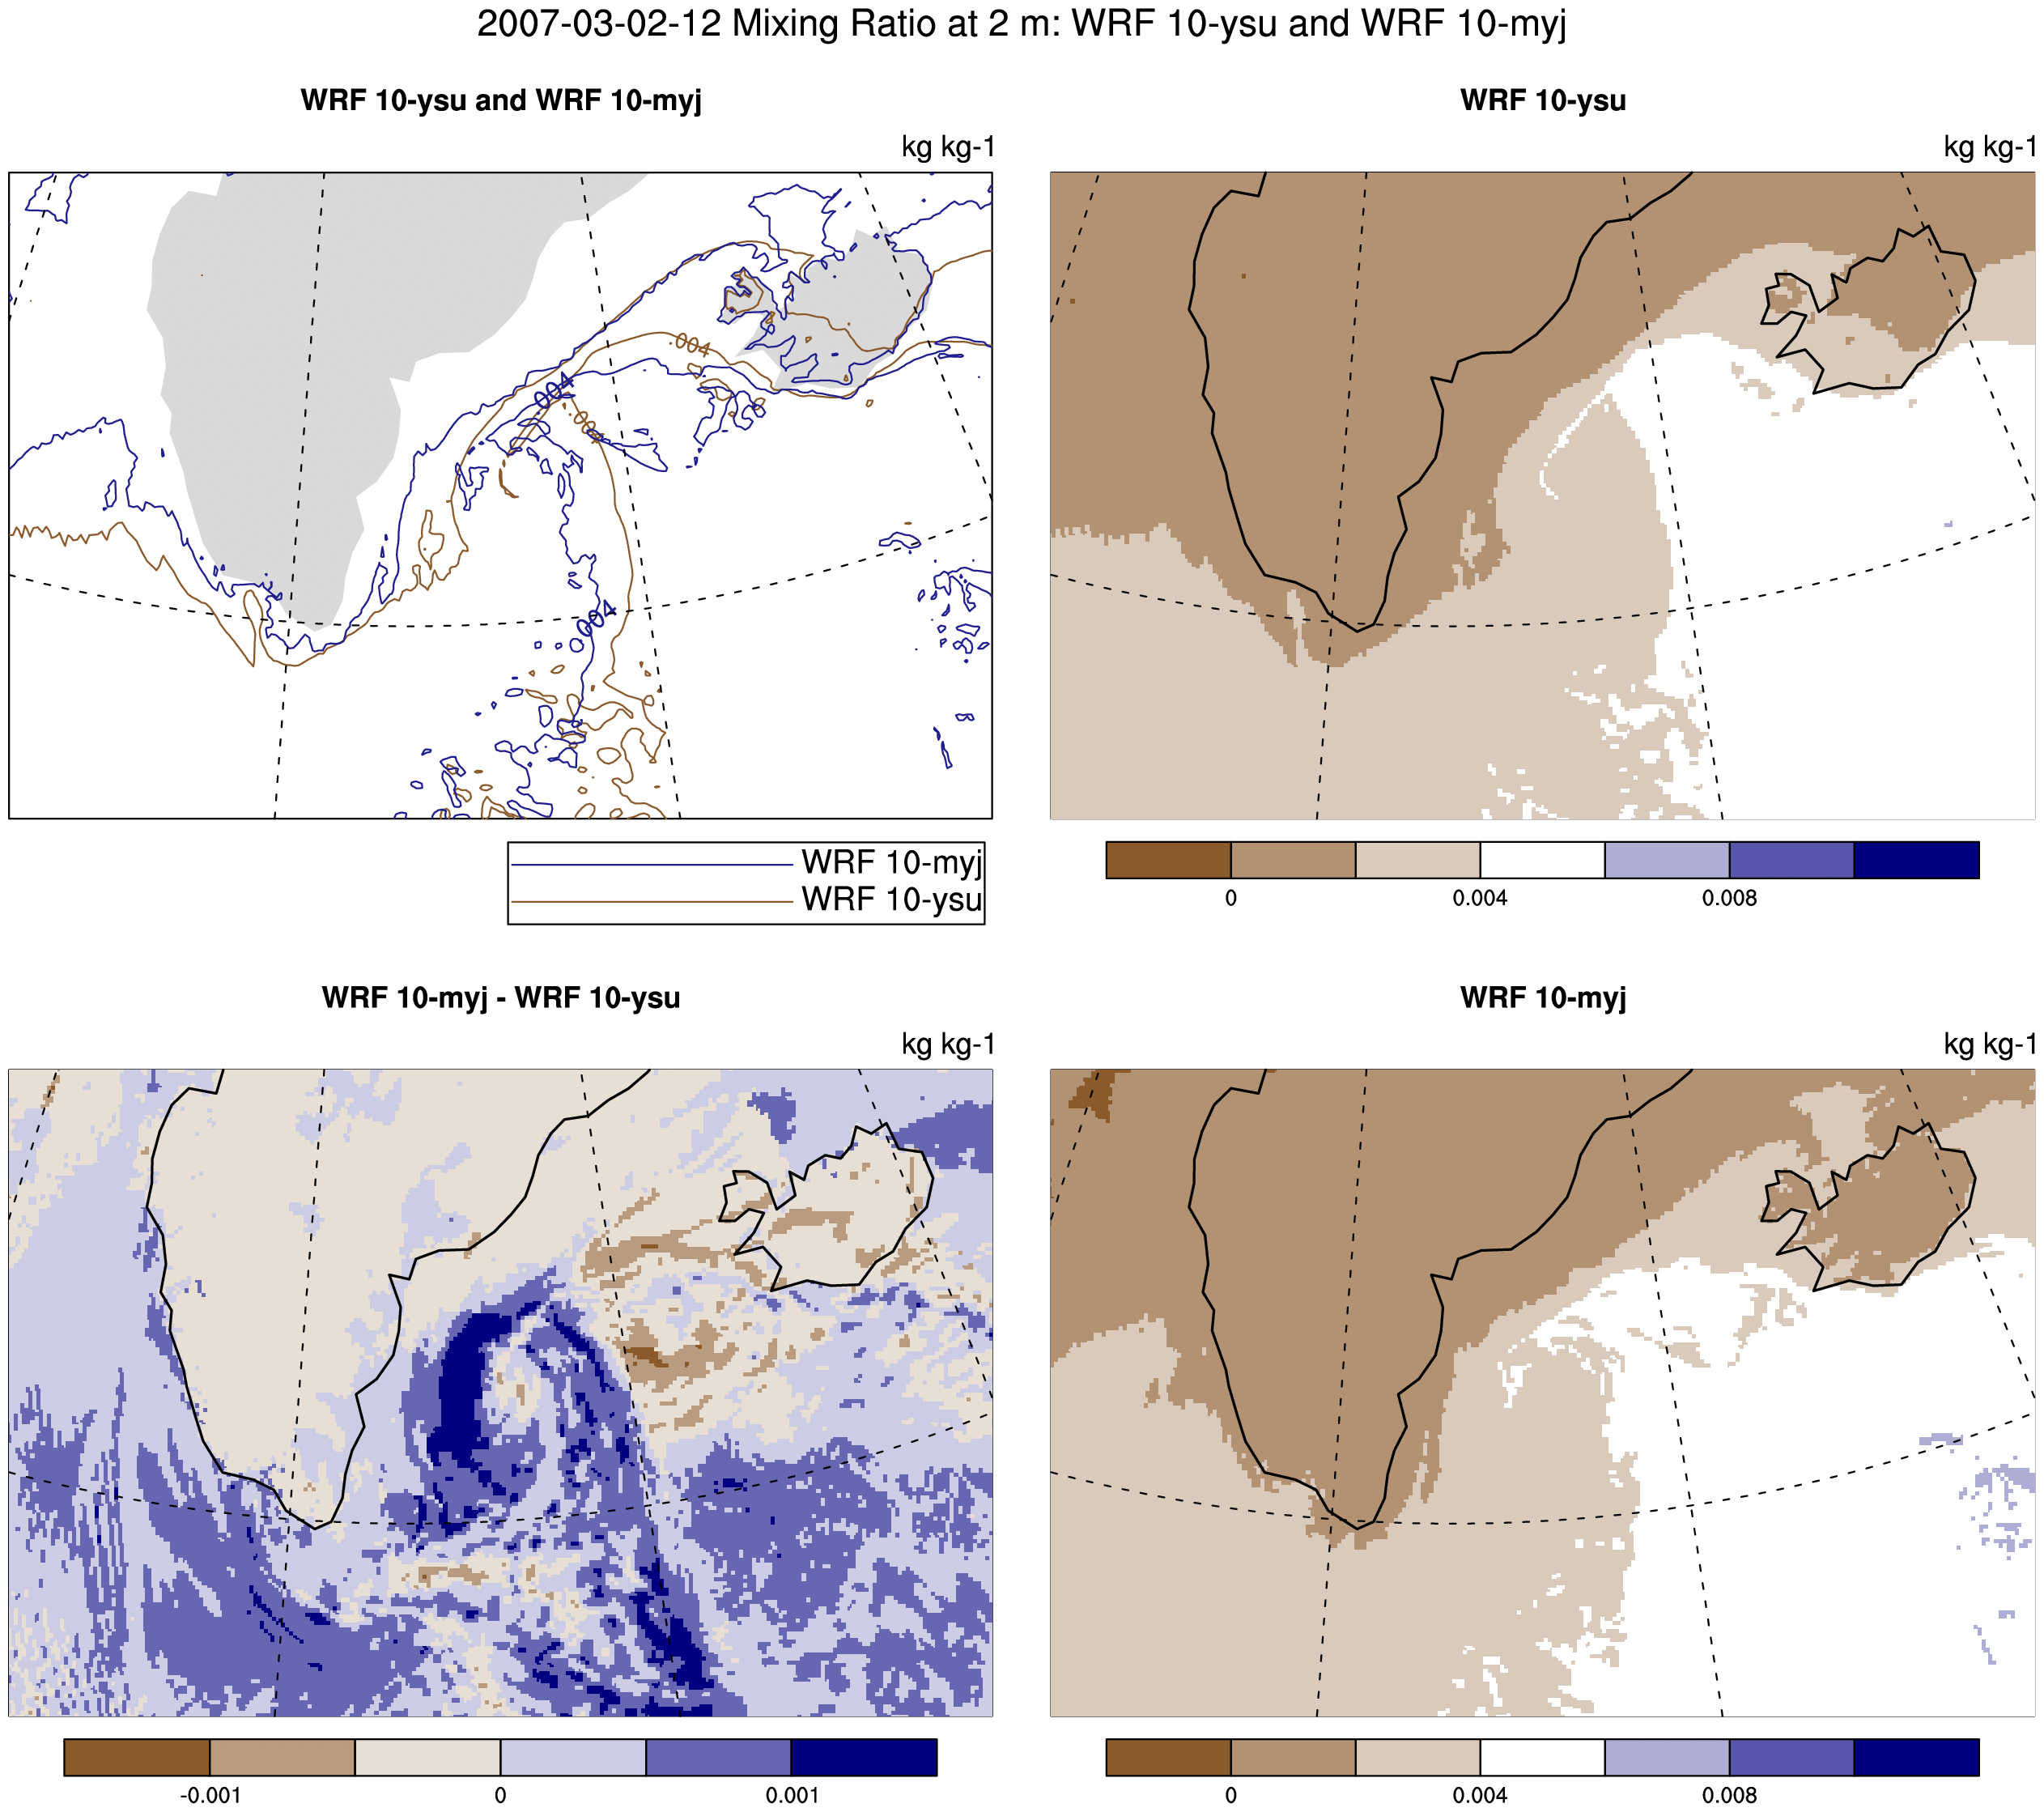 2007-03-02-12 Mixing Ratio at 2 m: WRF 10-ysu and WRF 10-myj
WRF 10-ysu and WRF 10-myj
kg kg-1
.004
.004
.004
.004
WRF 10-myj
WRF 10-ysu
WRF 10-ysu
kg kg-1
0
0.004
0.008
WRF 10-myj - WRF 10-ysu
kg kg-1
-0.001
0
0.001
WRF 10-myj
kg kg-1
0
0.004
0.008